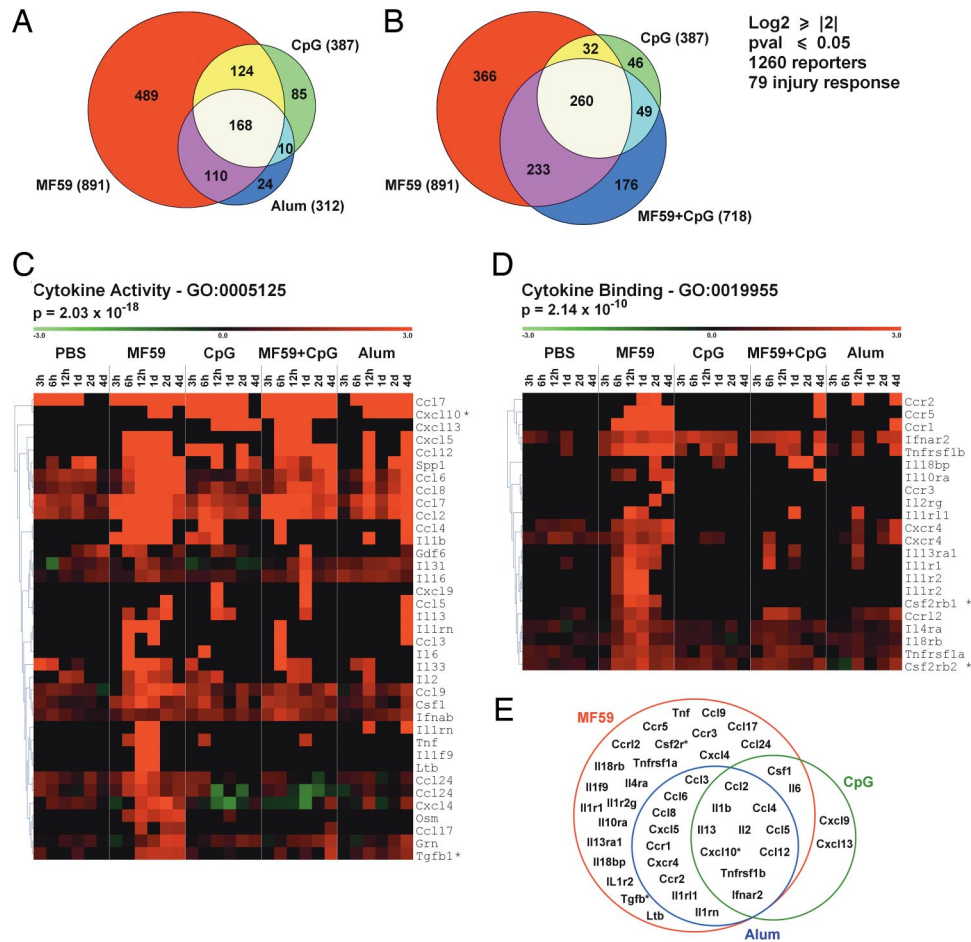 A
CpG (387)
124
489
85
168
10
110
24
MF59 (891)
Alum (312)
B
CpG (387)
32
46
366
260
49
233
176
MF59 (891)
MF59+CpG (718)
Log2 ⩾ |2|
pval ⩽ 0.05
1260 reporters
79 injury response
C
Cytokine Activity - GO:0005125
p = 2.03 x 10⁻¹⁸
-3.0 0.0 3.0
PBS MF59 CpG MF59+CpG Alum
3h 6h 12h 1d 2d 4d 3h 6h 12h 1d 2d 4d 3h 6h 12h 1d 2d 4d 3h 6h 12h 1d 2d 4d 3h 6h 12h 1d 2d 4d
Ccl7
Cxcl10 *
Cxcl13
Cxcl5
Ccl12
Spp1
Ccl6
Ccl8
Ccl7
Ccl2
Ccl4
Il1b
Gdf6
Il31
Il16
Cxcl9
Ccl5
Il13
Il1rn
Ccl3
Il6
Il33
Il2
Ccl9
Csf1
Ifnab
Il1rn
Tnf
Il1f9
Ltb
Ccl24
Ccl24
Cxcl4
Osm
Ccl17
Grn
Tgfb1*
D
Cytokine Binding - GO:0019955
p = 2.14 x 10⁻¹⁰
-3.0 0.0 3.0
PBS MF59 CpG MF59+CpG Alum
3h 6h 12h 1d 2d 4d 3h 6h 12h 1d 2d 4d 3h 6h 12h 1d 2d 4d 3h 6h 12h 1d 2d 4d 3h 6h 12h 1d 2d 4d
Ccr2
Ccr5
Ccr1
Ifnar2
Tnfrsf1b
Il18bp
Il10ra
Ccr3
Il2rg
Il1rl1
Cxcr4
Cxcr4
Il13ra1
Il1r1
Il1r2
Il1r2
Csf2rb1 *
Ccrl2
Il4ra
Il18rb
Tnfrsf1a
Csf2rb2 *
E
MF59
Tnf Ccl9
Ccr5 Ccr3 Ccl17
Ccrl2 Csf2r* Ccl24
Il18rb Tnfrsf1a Cxcl4
Il1f9 Il4ra Ccl3 Ccl2 Csf1 Il6 CpG
Il1r1 Il1r2g Ccl6 Il1b Ccl4
Il10ra Ccl8 Cxcl9
Cxcl5 Il13 Il2 Ccl5
Il13ra1 Ccr1 Cxcl10* Ccl12 Cxcl13
Il18bp Cxcr4
IL1r2 Ccr2 Tnfrsf1b
Tgfb* Il1rl1 Ifnar2
Ltb Il1rn
Alum